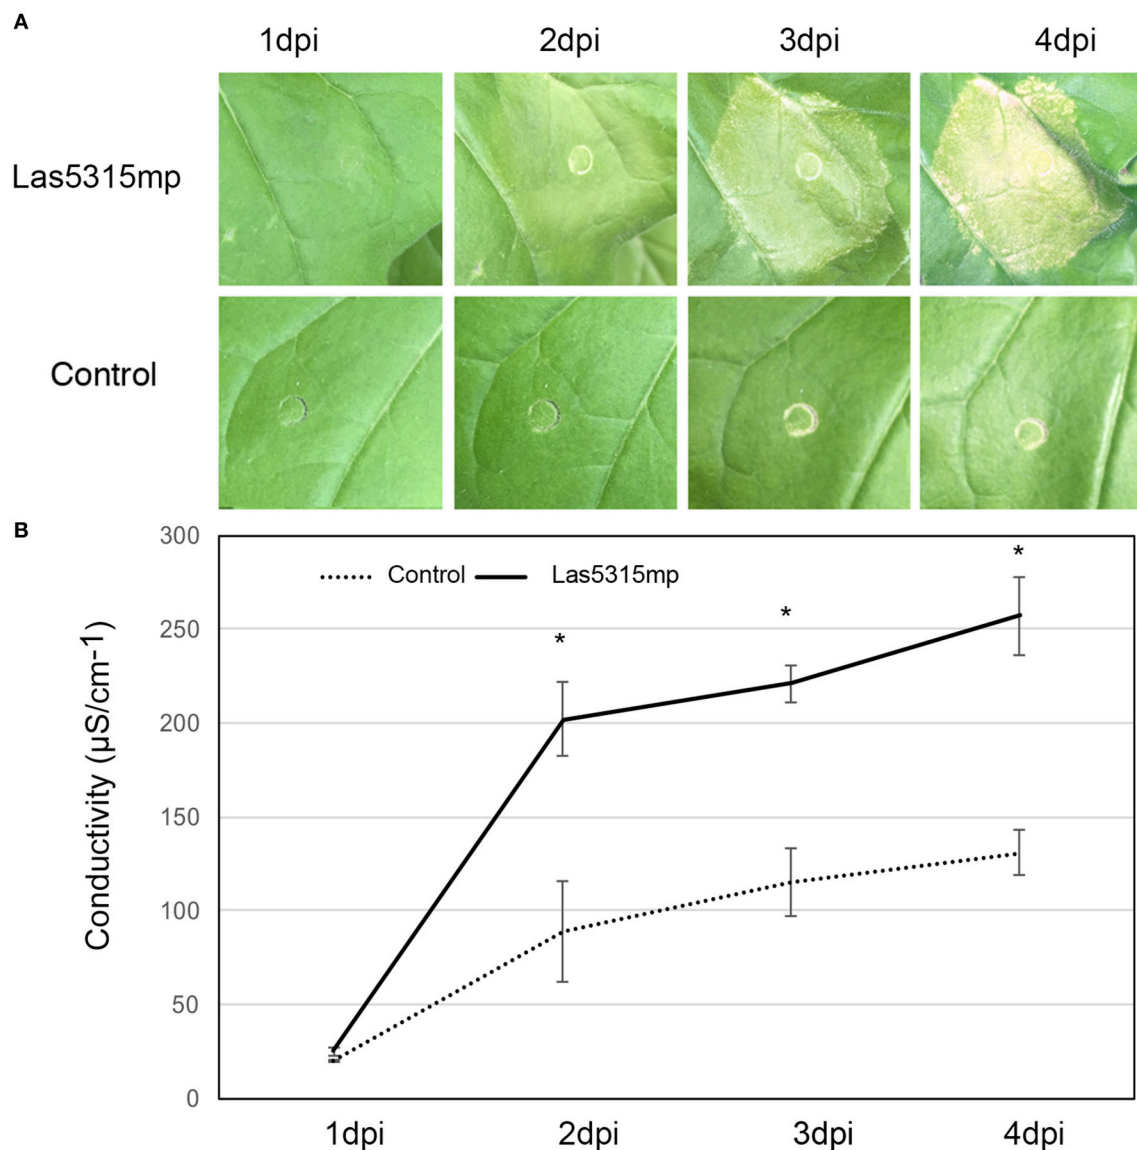 A
1dpi 2dpi 3dpi 4dpi
Las5315mp
Control
B
300
* * *
Control Las5315mp
250
200
150
100
50
0
Conductivity (µS/cm-1)
1dpi 2dpi 3dpi 4dpi